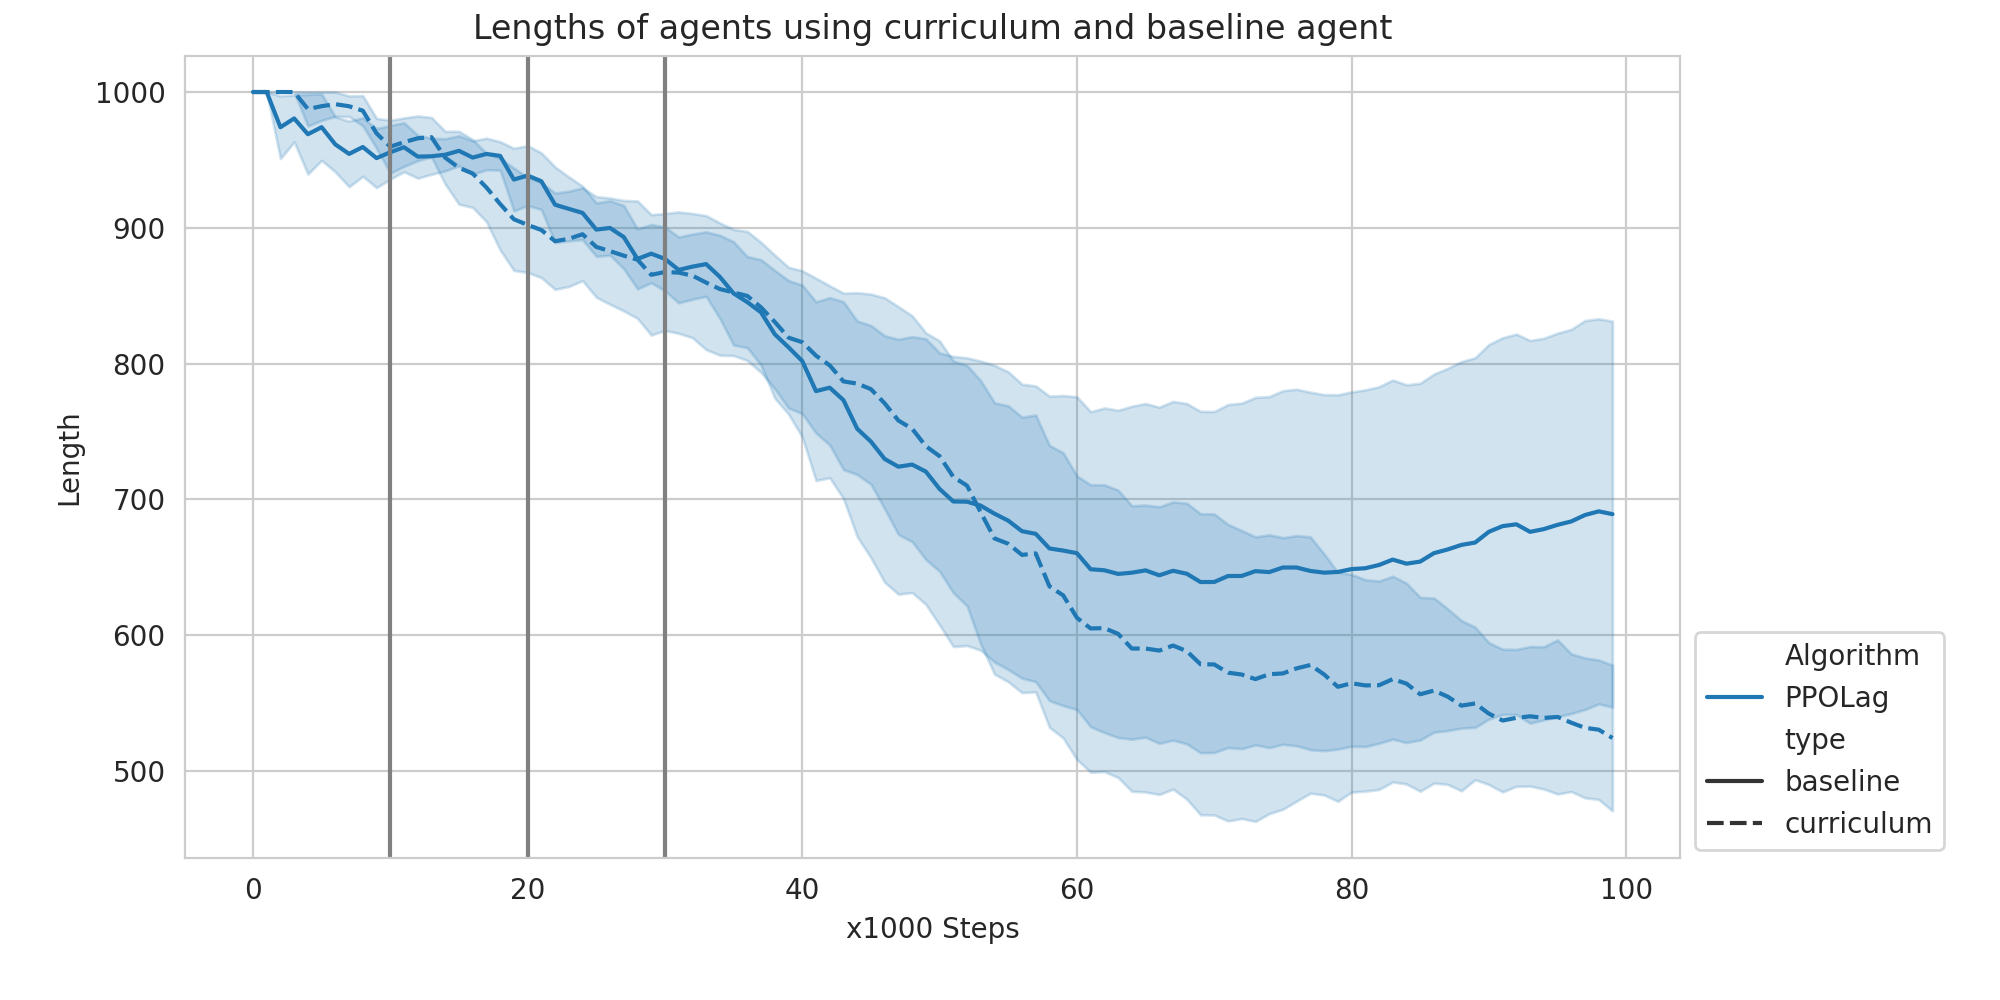 Lengths of agents using curriculum and baseline agent
1000
900
800
700
600
500
Length
0 20 40 60 80 100
x1000 Steps
Algorithm
PPOLag
type
baseline
curriculum